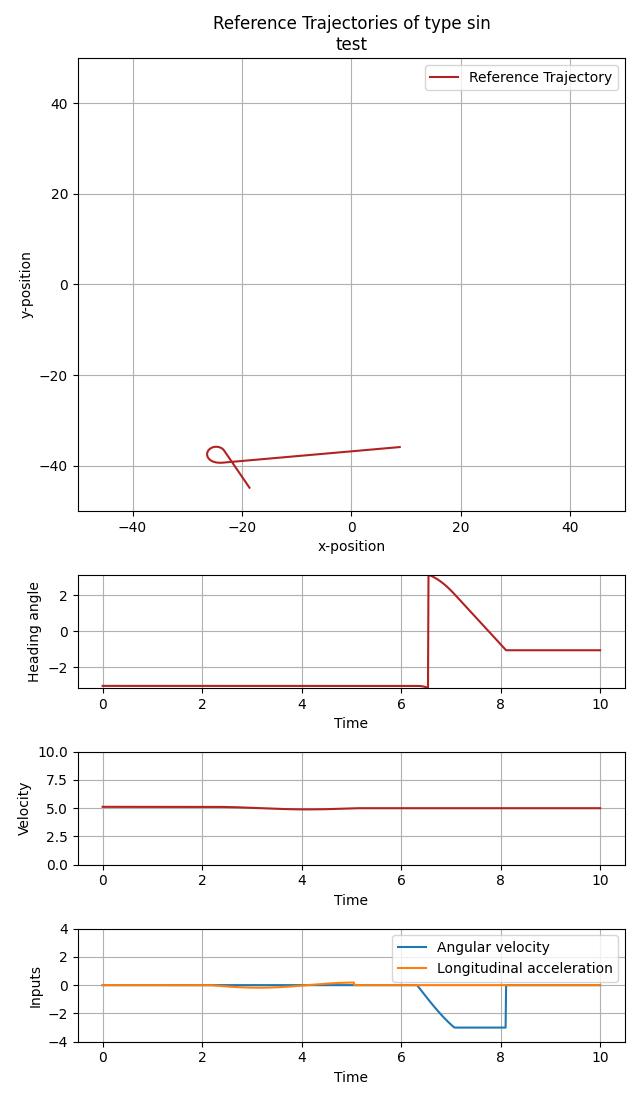 Reference Trajectories of type sin
test
Reference Trajectory
40
20
0
−20
−40
y-position
−40 −20 0 20 40
x-position
2
0
−2
Heading angle
0 2 4 6 8 10
Time
10.0
7.5
5.0
2.5
0.0
Velocity
0 2 4 6 8 10
Time
Angular velocity
Longitudinal acceleration
4
2
0
−2
−4
Inputs
0 2 4 6 8 10
Time